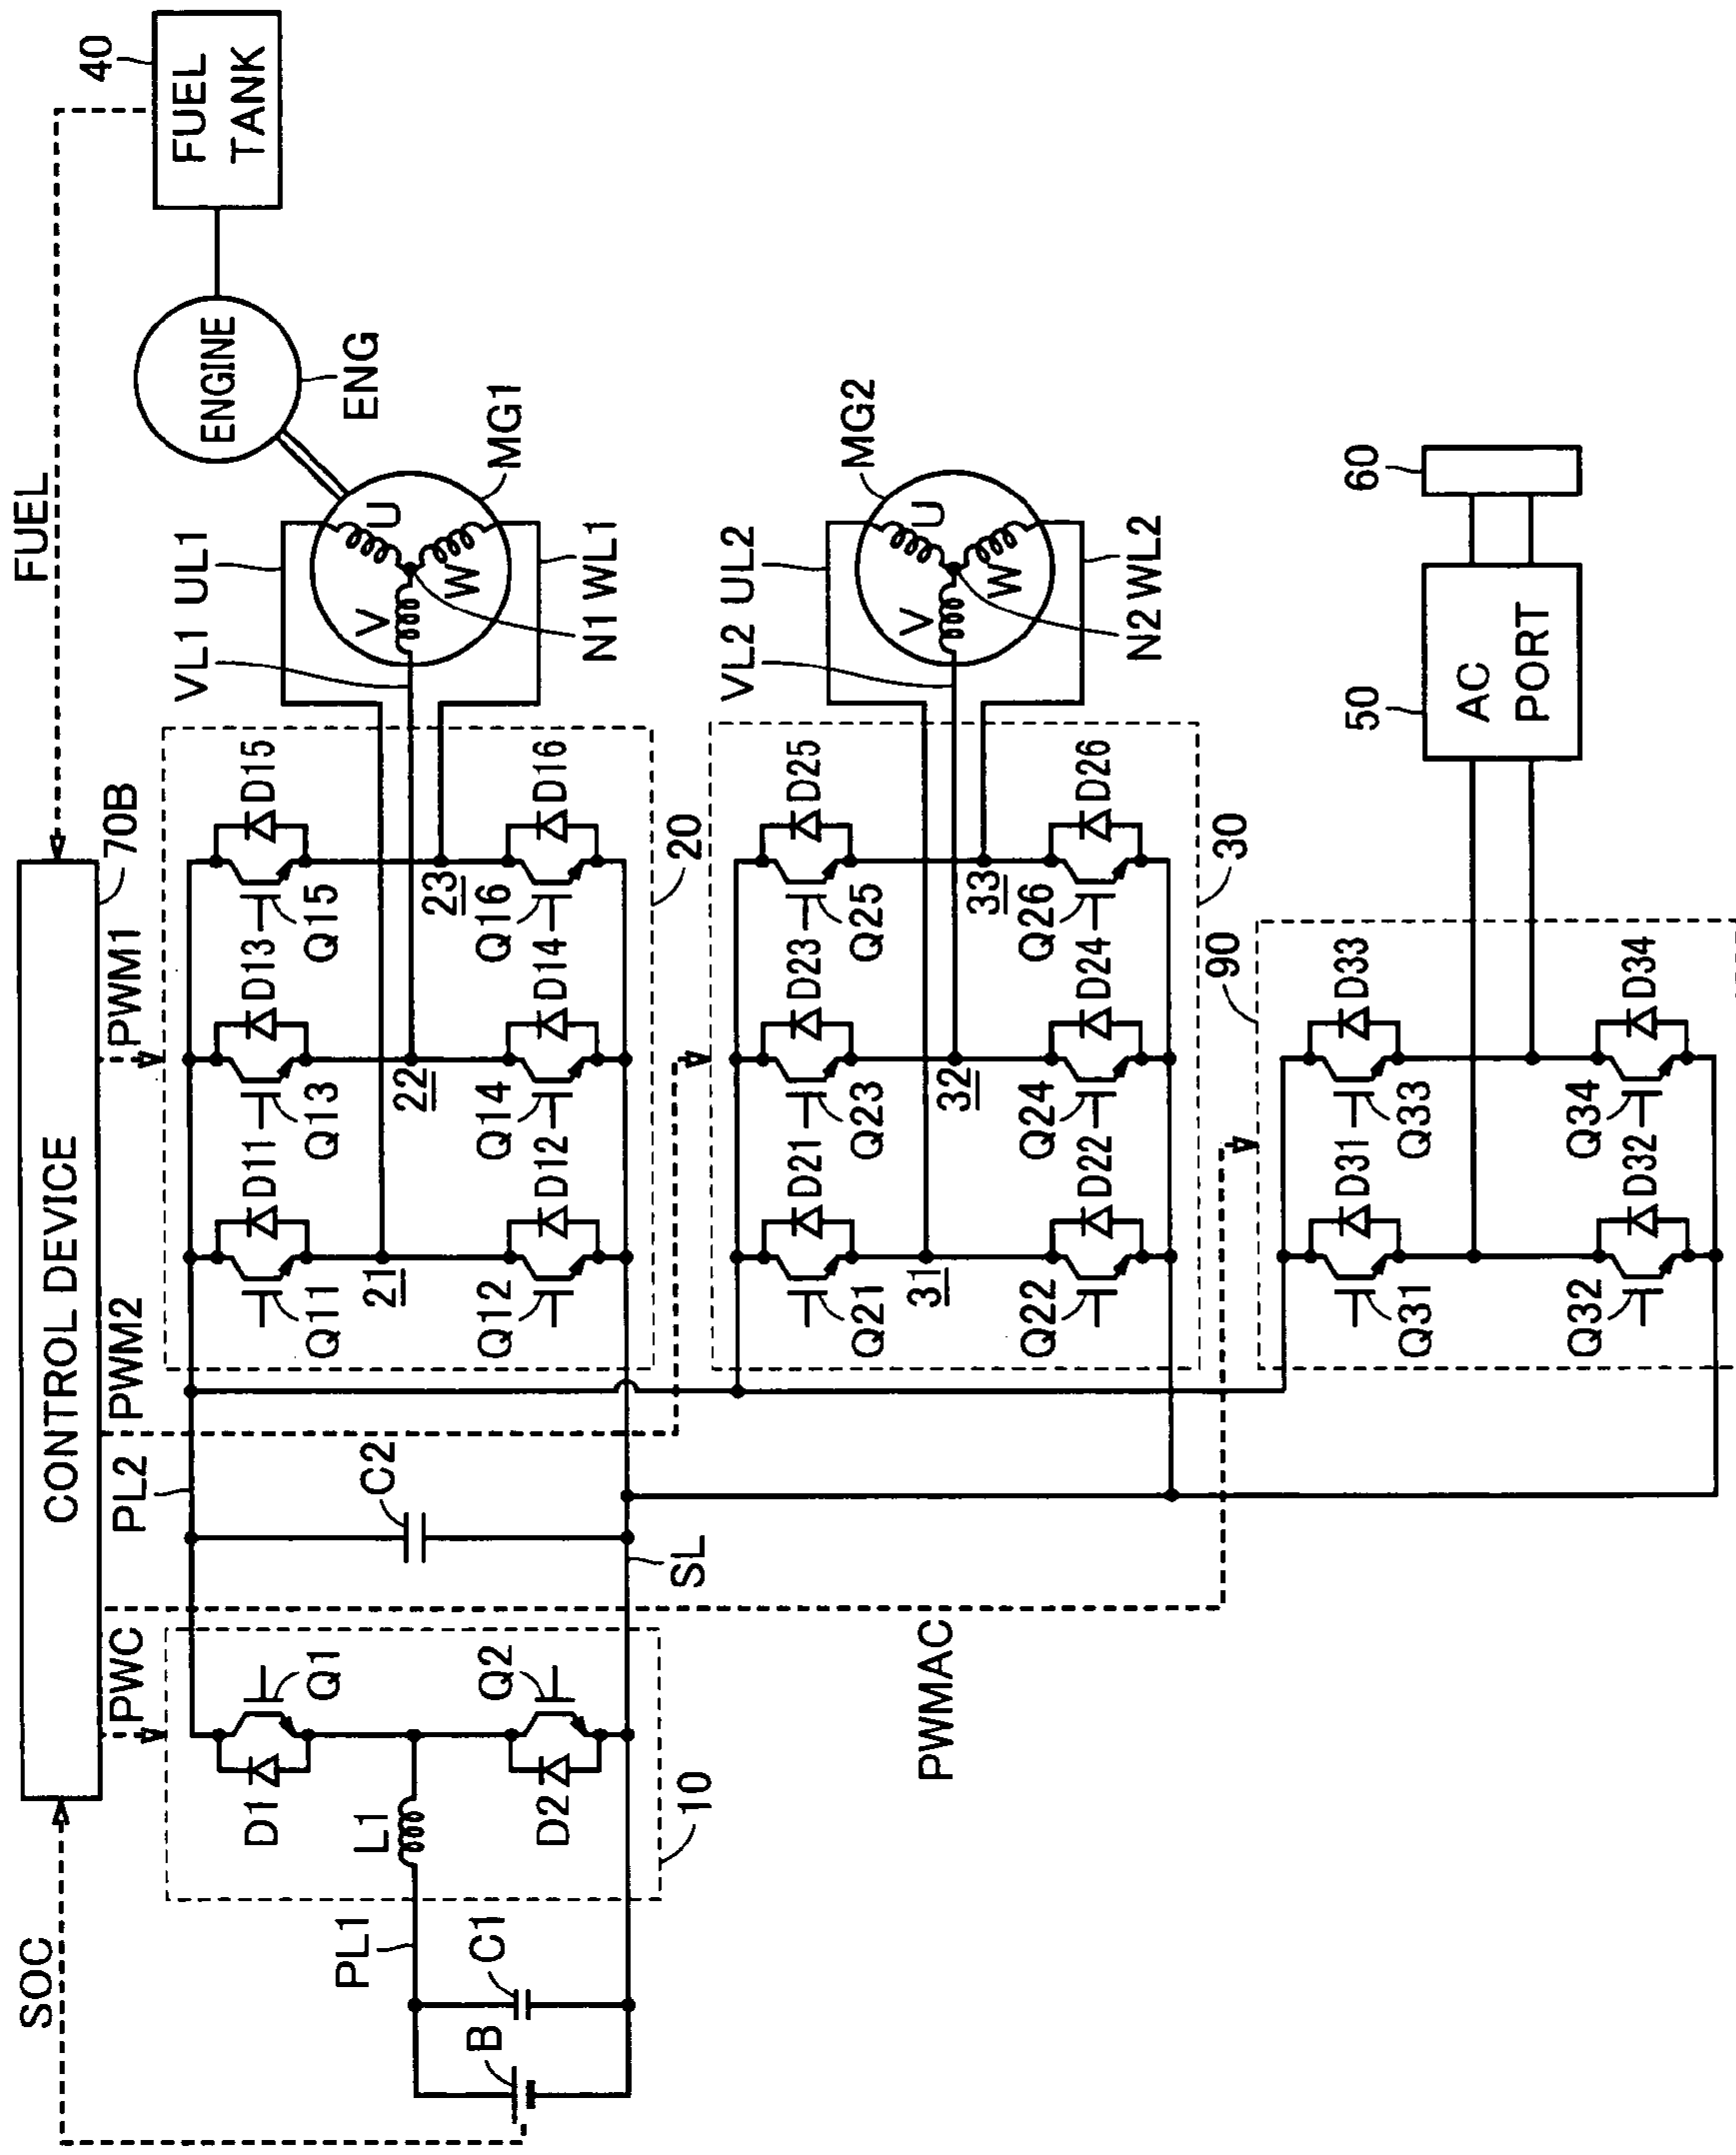 FUEL
SOC
CONTROL DEVICE
70B
40
FUEL
TANK
ENGINE
ENG
PWC
PL2
PWM2
PWM1
VL1 UL1
MG1
U
V
W
N1 WL1
D1
Q1
D2
Q2
L1
10
PL1
C1
B
C2
SL
Q11
D11
Q13
D13
Q15
D15
21
22
23
Q12
D12
Q14
D14
Q16
D16
20
PWMAC
VL2 UL2
MG2
U
V
W
N2 WL2
Q21
D21
Q23
D23
Q25
D25
31
32
33
Q22
D22
Q24
D24
Q26
D26
30
90
Q31
D31
Q33
D33
Q32
D32
Q34
D34
50
AC
PORT
60